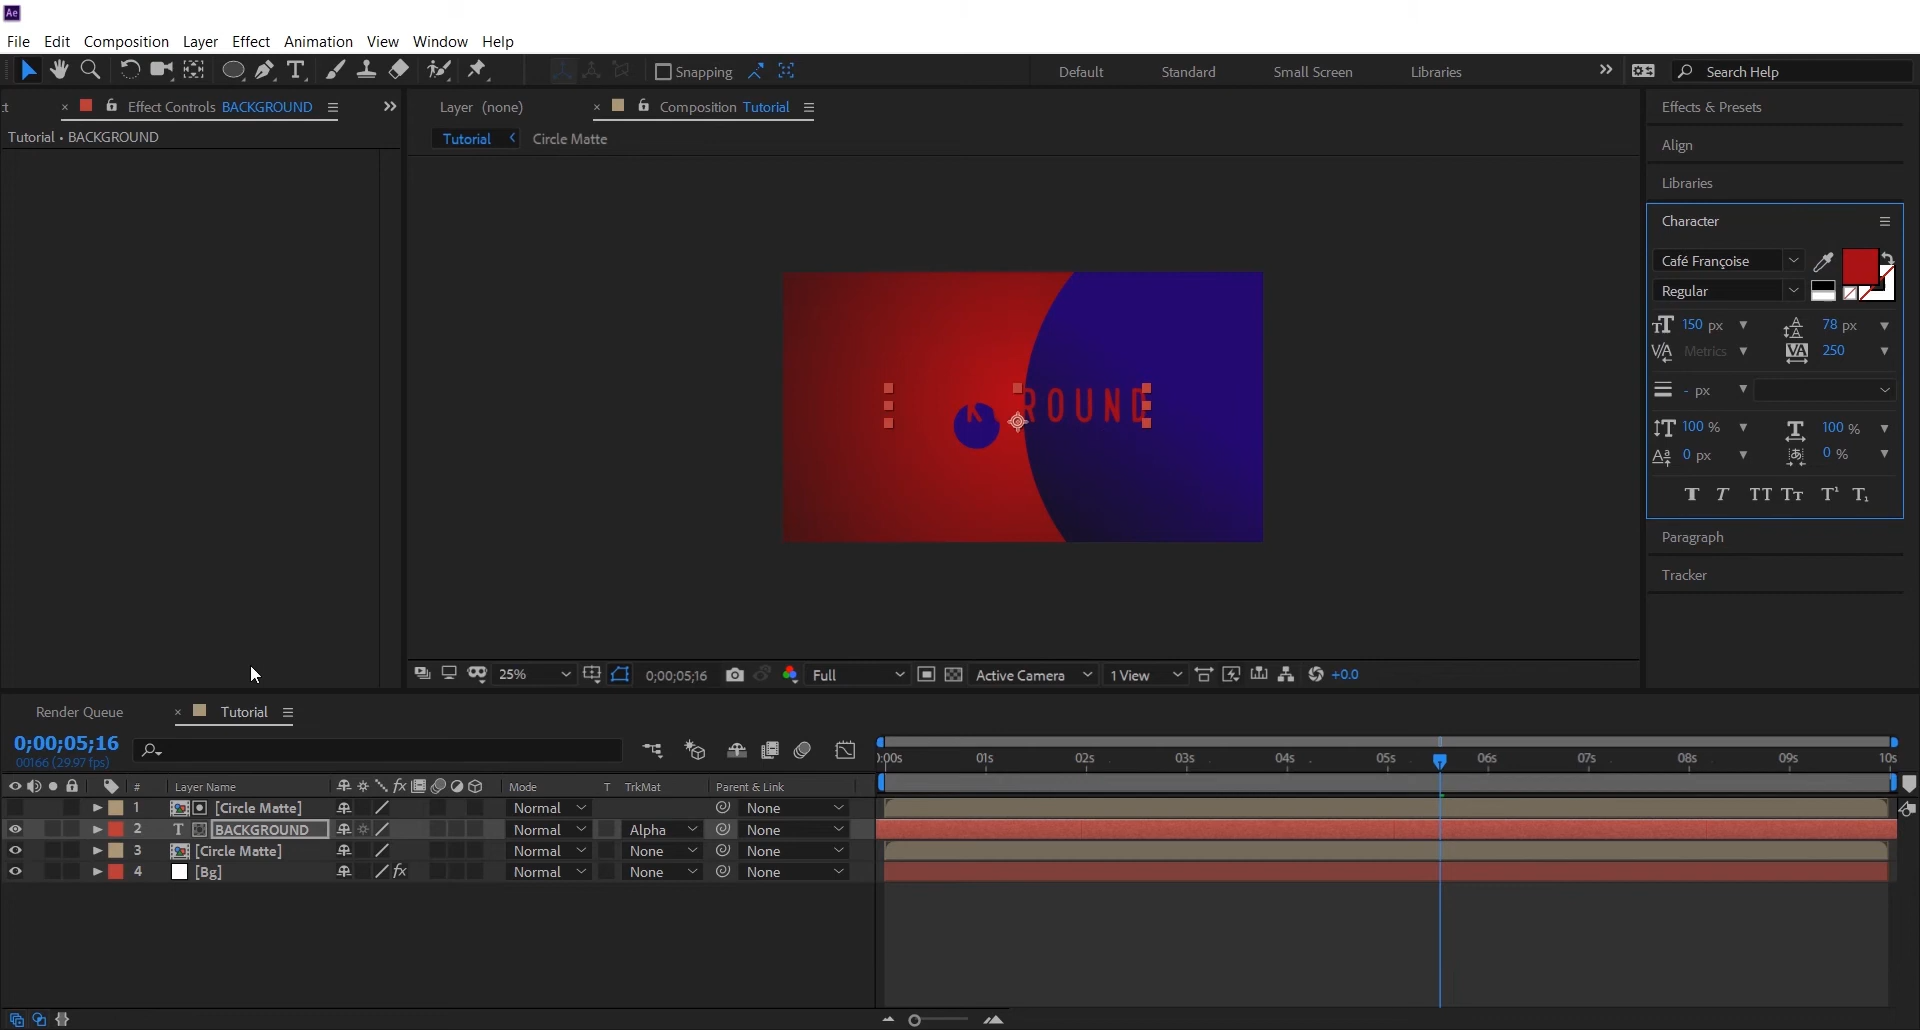 Ae
File Edit Composition Layer Effect Animation View Window Help
Snapping Default Standard Small Screen Libraries » Search Help
ct × Effect Controls BACKGROUND »
Tutorial • BACKGROUND
Layer (none) × Composition Tutorial
Tutorial Circle Matte
K ROUND
25% 0;00;05;16 Full Active Camera 1 View +0.0
Effects & Presets
Align
Libraries
Character
Café Françoise
Regular
150 px 78 px
Metrics 250
- px
100 % 100 %
0 px 0 %
Paragraph
Tracker
Render Queue × Tutorial
0;00;05;16
00166 (29.97 fps)
:00s 01s 02s 03s 04s 05s 06s 07s 08s 09s 10s
# Layer Name Mode T TrkMat Parent & Link
1 [Circle Matte] Normal None
2 T BACKGROUND Normal Alpha None
3 [Circle Matte] Normal None None
4 [Bg] fx Normal None None